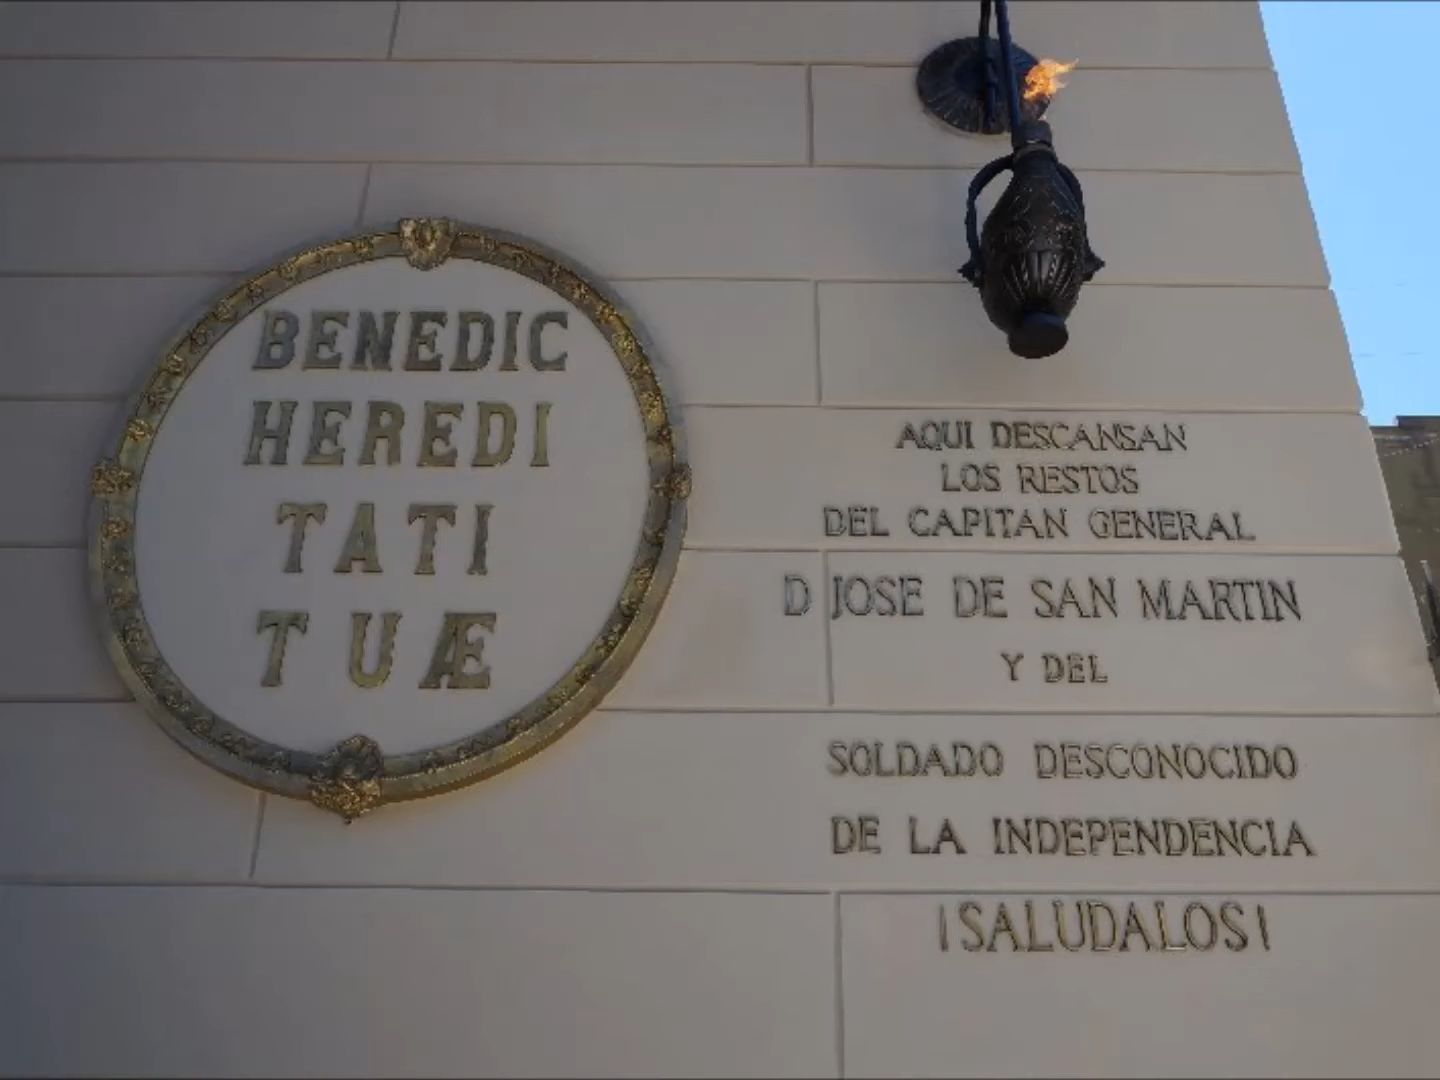 BENEDIC
HEREDI
TATI
TUÆ
AQUI DESCANSAN
LOS RESTOS
DEL CAPITAN GENERAL
D JOSE DE SAN MARTIN
Y DEL
SOLDADO DESCONOCIDO
DE LA INDEPENDENCIA
¡SALUDALOS!